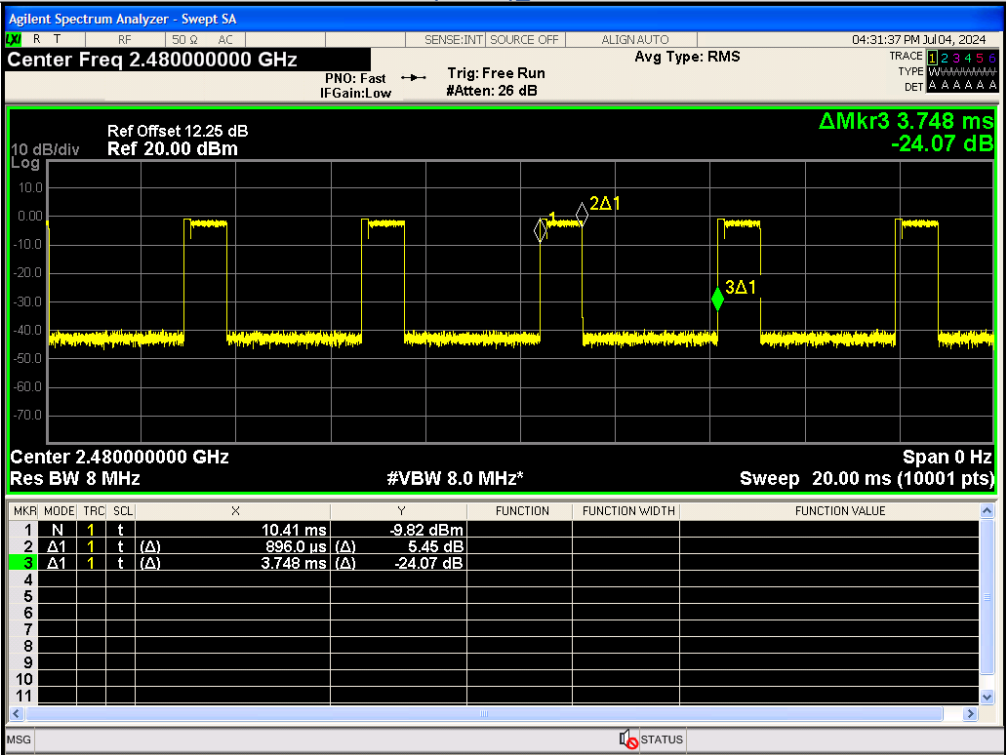 Agilent Spectrum Analyzer - Swept SA
LXI R T RF 50 Ω AC SENSE:INT SOURCE OFF ALIGN AUTO 04:31:37 PM Jul 04, 2024
Center Freq 2.480000000 GHz Avg Type: RMS TRACE 1 2 3 4 5 6
PNO: Fast Trig: Free Run TYPE W
IFGain:Low #Atten: 26 dB DET A A A A A A
ΔMkr3 3.748 ms
-24.07 dB
Ref Offset 12.25 dB
10 dB/div Ref 20.00 dBm
Log
10.0
0.00
-10.0
-20.0
-30.0
-40.0
-50.0
-60.0
-70.0
1
2Δ1
3Δ1
Center 2.480000000 GHz Span 0 Hz
Res BW 8 MHz #VBW 8.0 MHz* Sweep 20.00 ms (10001 pts)
MKR MODE TRC SCL X Y FUNCTION FUNCTION WIDTH FUNCTION VALUE
1 N 1 t 10.41 ms -9.82 dBm
2 Δ1 1 t (Δ) 896.0 µs (Δ) 5.45 dB
3 Δ1 1 t (Δ) 3.748 ms (Δ) -24.07 dB
4
5
6
7
8
9
10
11
MSG STATUS